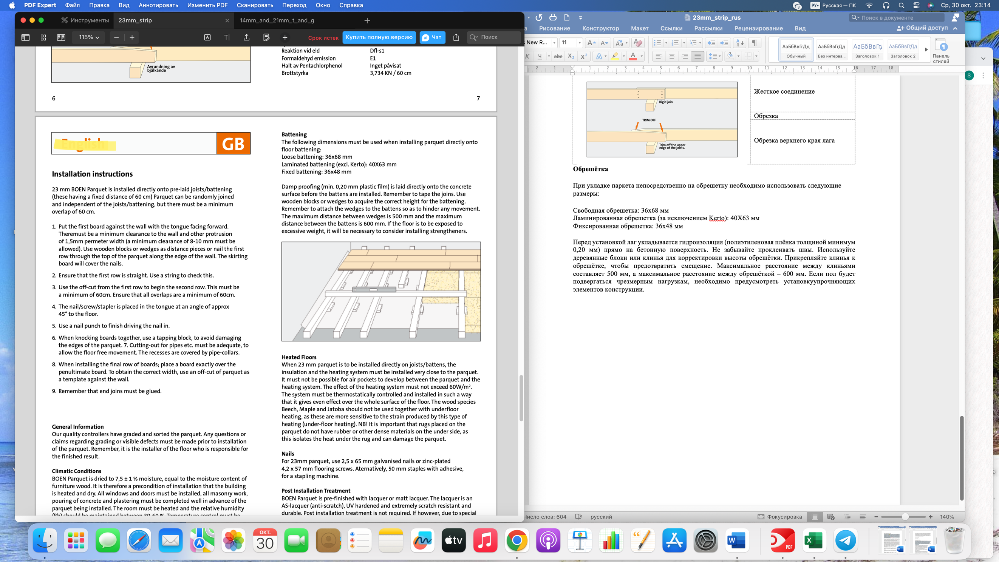 PDF Expert Файл Правка Вид Аннотировать Изменить PDF Сканировать Переход Окно Справка
3 РУ Русская — ПК Ср, 30 окт. 23:14
Инструменты 23mm_strip 14mm_and_21mm_t_and_g
115% Срок истек Купить полную версию ai Чат Поиск
Avrundning av
bjälkände
Reaktion vid eld Dfl-s1
Formaldehyd emission E1
Halt av Pentachlorphenol Inget påvisat
Brottstyrka 3,734 KN / 60 cm
6 7
English GB
Installation instructions
23 mm BOEN Parquet is installed directly onto pre-laid joists/battening
(these having a fixed distance of 60 cm) Parquet can be randomly joined
and independent of the joists/battening, but there must be a minimum
overlap of 60 cm.
1. Put the first board against the wall with the tongue facing forward.
Theremust be a minimum clearance to the wall and other protrusion
of 1,5mm permeter width (a minimum clearance of 8-10 mm must be
allowed). Use wooden blocks or wedges as distance pieces or nail the first
row through the top of the parquet along the edge of the wall. The skirting
board will cover the nails.
2. Ensure that the first row is straight. Use a string to check this.
3. Use the off-cut from the first row to begin the second row. This must be
a minimum of 60cm. Ensure that all overlaps are a minimum of 60cm.
4. The nail/screw/stapler is placed in the tongue at an angle of approx
45° to the floor.
5. Use a nail punch to finish driving the nail in.
6. When knocking boards together, use a tapping block, to avoid damaging
the edges of the parquet. 7. Cutting-out for pipes etc. must be adequate, to
allow the floor free movement. The recesses are covered by pipe-collars.
8. When installing the final row of boards; place a board exactly over the
penultimate board. To obtain the correct width, use an off-cut of parquet as
a template against the wall.
9. Remember that end joins must be glued.
General Information
Our quality controllers have graded and sorted the parquet. Any questions or
claims regarding grading or visible defects must be made prior to installation
of the parquet. Remember, it is the installer of the floor who is responsible for
the finished result.
Climatic Conditions
BOEN Parquet is dried to 7,5 ± 1 % moisture, equal to the moisture content of
furniture wood. It is therefore a precondition of installation that the building
is heated and dry. All windows and doors must be installed, all masonry work,
pouring of concrete and plastering must be completed well in advance of the
parquet being installed. The room must be heated and the relative humidity
(Rh) should be maintained between 30-60 %. Temperature control must be
Battening
The following dimensions must be used when installing parquet directly onto
floor battening:
Loose battening: 36x68 mm
Laminated battening (excl. Kerto): 40X63 mm
Fixed battening: 36x48 mm
Damp proofing (min. 0,20 mm plastic film) is laid directly onto the concrete
surface before the battens are installed. Remember to tape the joins. Use
wooden blocks or wedges to acquire the correct height for the battening.
Remember to attach the wedges to the battens so as to hinder any movement.
The maximum distance between wedges is 500 mm and the maximum
distance between the battens is 600 mm. If the floor is to be exposed to
excessive weight, it will be necessary to consider installing strengtheners.
Heated Floors
When 23 mm parquet is to be installed directly on joists/battens, the
insulation and the heating system must be installed very close to the parquet.
It must not be possible for air pockets to develop between the parquet and the
heating system. The effect of the heating system must not exceed 60W/m².
The system must be thermostatically controlled and installed in such a way
that it gives even effect over the whole surface of the floor. The wood species
Beech, Maple and Jatoba should not be used together with underfloor
heating, as these are more sensitive to the strain produced by this type of
heating (under-floor heating). NB! It is important that rugs placed on the
parquet do not have rubber or other dense materials on the under side, as
this isolates the heat under the rug and can damage the parquet.
Nails
For 23mm parquet, use 2,5 x 65 mm galvanised nails or zinc-plated
4,2 x 57 mm flooring screws. Aternatively, 50 mm staples with adhesive,
for a stapling machine.
Post Installation Treatment
BOEN Parquet is pre-finished with lacquer or matt lacquer. The lacquer is an
AS-lacquer (anti-scratch), UV hardened and extremely scratch resistant and
durable. Post installation treatment is not required. If however, due to special
23mm_strip_rus Поиск в документе
а Рисование Конструктор Макет Ссылки Рассылки Рецензирование Вид Общий доступ
s New R... 11
К Ч abc X₂ X²
АаБбВвГгДд АаБбВвГгДд АаБбВвГг АаБбВвГгДд
Обычный Без интерва... Заголовок 1 Заголовок 2
Панель
стилей
2 1 1 2 3 4 5 6 7 8 9 10 11 12 13 14 15 16 17 18
S
Rigid join
TRIM OFF
Trim off the upper
edge of the joists.
Жесткое соединение
Обрезка
Обрезка верхнего края лага
Обрешётка
При укладке паркета непосредственно на обрешетку необходимо использовать следующие
размеры:
Свободная обрешетка: 36x68 мм
Ламинированная обрешетка (за исключением Kerto): 40X63 мм
Фиксированная обрешетка: 36x48 мм
Перед установкой лаг укладывается гидроизоляция (полиэтиленовая плёнка толщиной минимум
0,20 мм) прямо на бетонную поверхность. Не забывайте проклеивать швы. Используйте
деревянные блоки или клинья для корректировки высоты обрешётки. Прикрепляйте клинья к
обрешётке, чтобы предотвратить смещение. Максимальное расстояние между клиньями
составляет 500 мм, а максимальное расстояние между обрешёткой – 600 мм. Если пол будет
подвергаться чрезмерным нагрузкам, необходимо предусмотреть установкуупрочняющих
элементов конструкции.
Число слов: 604 русский Фокусировка 140%
ОКТ.
30
tv
W
PDF
X